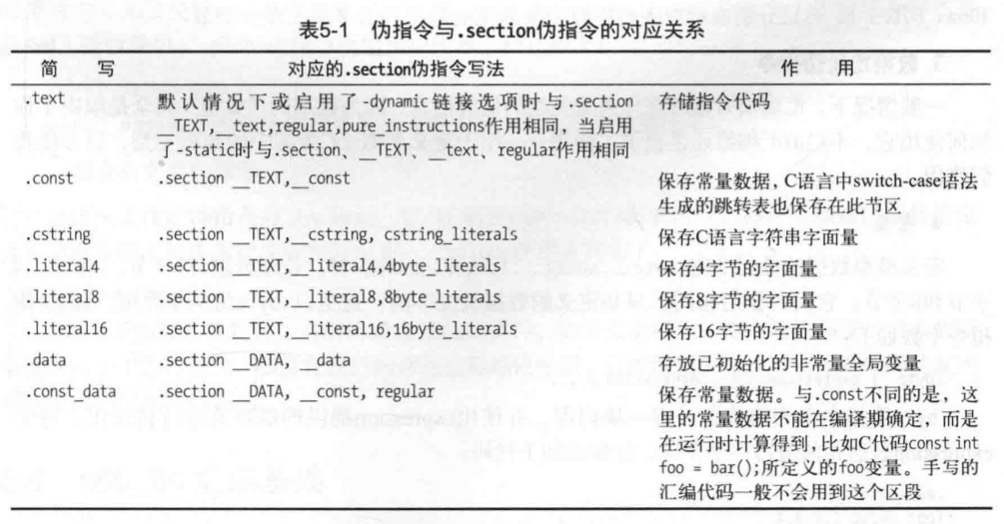 表5-1 伪指令与.section伪指令的对应关系
简 写 对应的.section伪指令写法 作 用
.text 默认情况下或启用了-dynamic链接选项时与.section 存储指令代码
__TEXT,__text,regular,pure_instructions作用相同，当启用
了-static时与.section、__TEXT、__text、regular作用相同
.const .section __TEXT,__const 保存常量数据，C语言中switch-case语法
生成的跳转表也保存在此节区
.cstring .section __TEXT,__cstring, cstring_literals 保存C语言字符串字面量
.literal4 .section __TEXT,__literal4,4byte_literals 保存4字节的字面量
.literal8 .section __TEXT,__literal8,8byte_literals 保存8字节的字面量
.literal16 .section __TEXT,__literal16,16byte_literals 保存16字节的字面量
.data .section __DATA,__data 存放已初始化的非常量全局变量
.const_data .section __DATA,__const, regular 保存常量数据。与.const不同的是，这
里的常量数据不能在编译期确定，而是
在运行时计算得到，比如C代码const int
foo = bar();所定义的foo变量。手写的
汇编代码一般不会用到这个区段